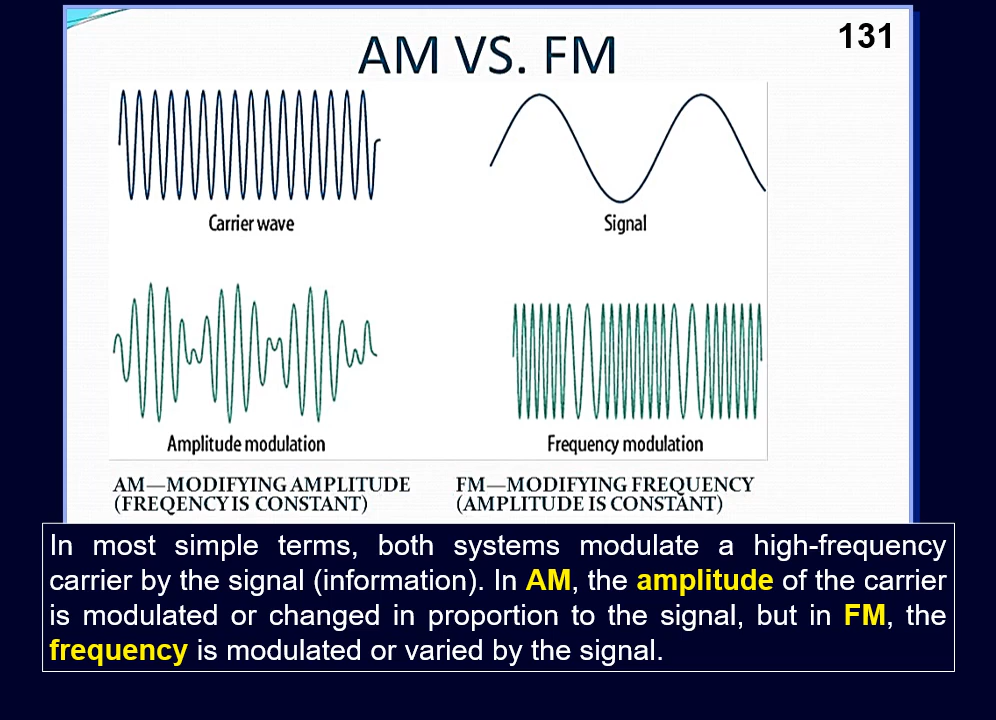 131
AM VS. FM
Carrier wave
Signal
Amplitude modulation
Frequency modulation
AM—MODIFYING AMPLITUDE
(FREQENCY IS CONSTANT)
FM—MODIFYING FREQUENCY
(AMPLITUDE IS CONSTANT)
In most simple terms, both systems modulate a high-frequency
carrier by the signal (information). In AM, the amplitude of the carrier
is modulated or changed in proportion to the signal, but in FM, the
frequency is modulated or varied by the signal.